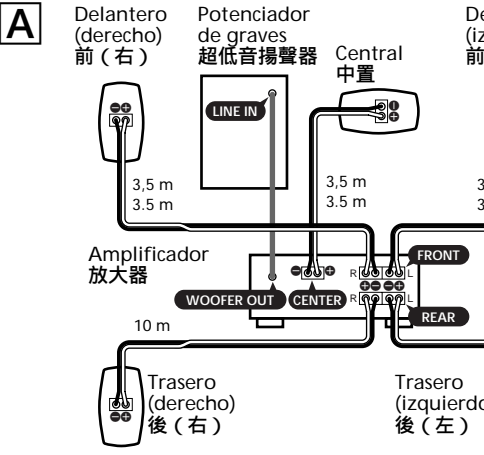 A
Delantero
(derecho)
前（右）
Potenciador
de graves
超低音揚聲器
Central
中置
LINE IN
3,5 m
3.5 m
3,5 m
3.5 m
Amplificador
放大器
FRONT
R
L
WOOFER OUT
CENTER
R
L
REAR
10 m
Trasero
(derecho)
後（右）
Trasero
(izquierdo
後（左）